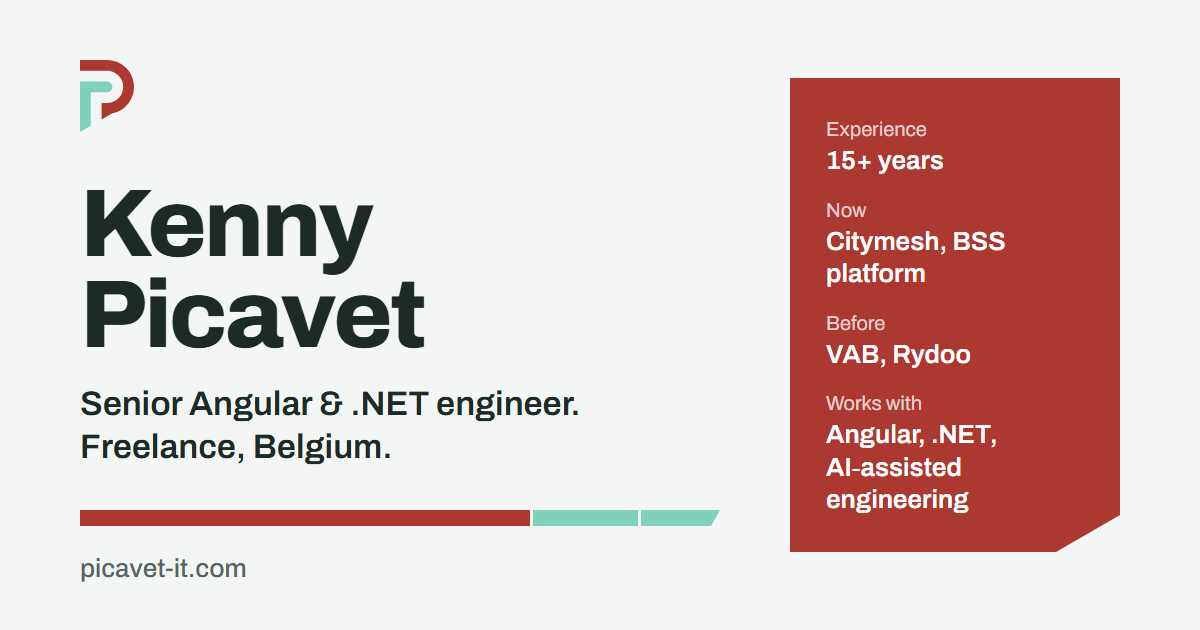 Kenny
Picavet
Senior Angular & .NET engineer.
Freelance, Belgium.
picavet-it.com
Experience
15+ years
Now
Citymesh, BSS
platform
Before
VAB, Rydoo
Works with
Angular, .NET,
AI-assisted
engineering